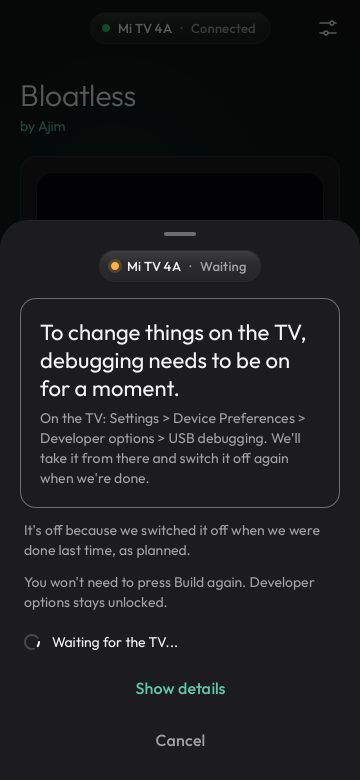 Mi TV 4A · Connected
Bloatless
by Ajim
Mi TV 4A · Waiting
To change things on the TV,
debugging needs to be on
for a moment.
On the TV: Settings > Device Preferences >
Developer options > USB debugging. We'll
take it from there and switch it off again
when we're done.
It's off because we switched it off when we were
done last time, as planned.
You won't need to press Build again. Developer
options stays unlocked.
Waiting for the TV...
Show details
Cancel